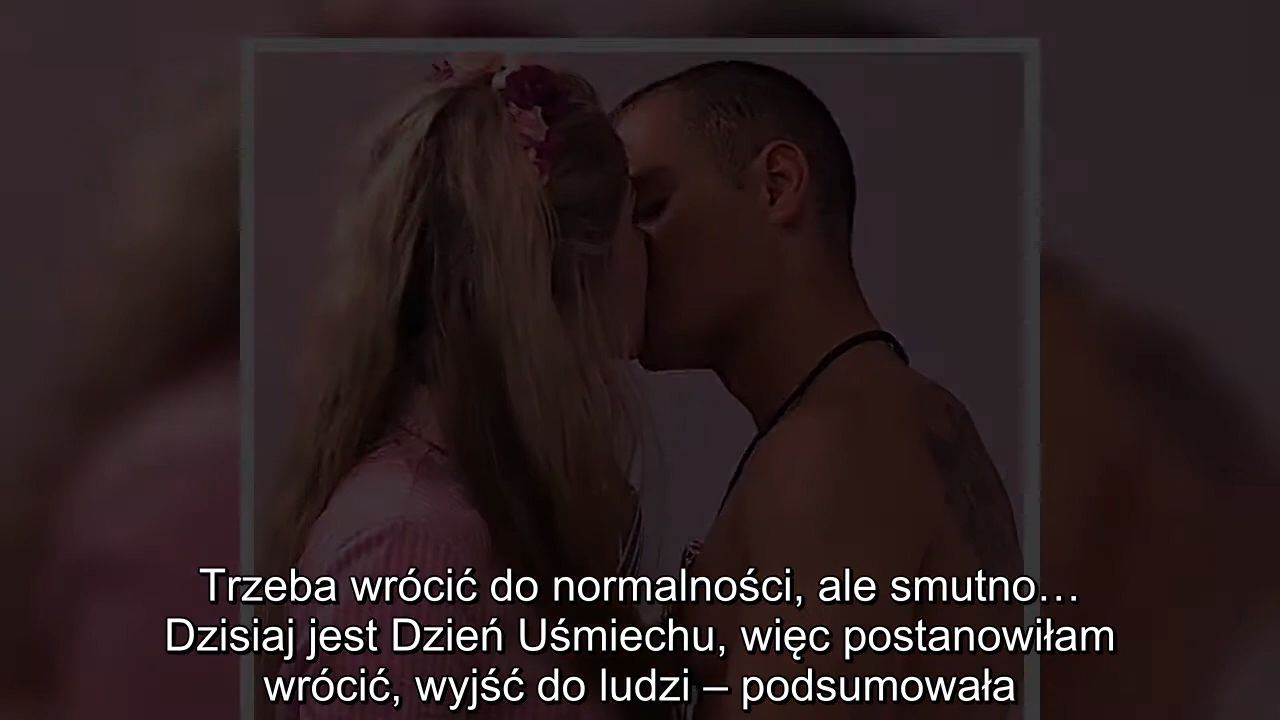 Trzeba wrócić do normalności, ale smutno…
Dzisiaj jest Dzień Uśmiechu, więc postanowiłam
wrócić, wyjść do ludzi – podsumowała